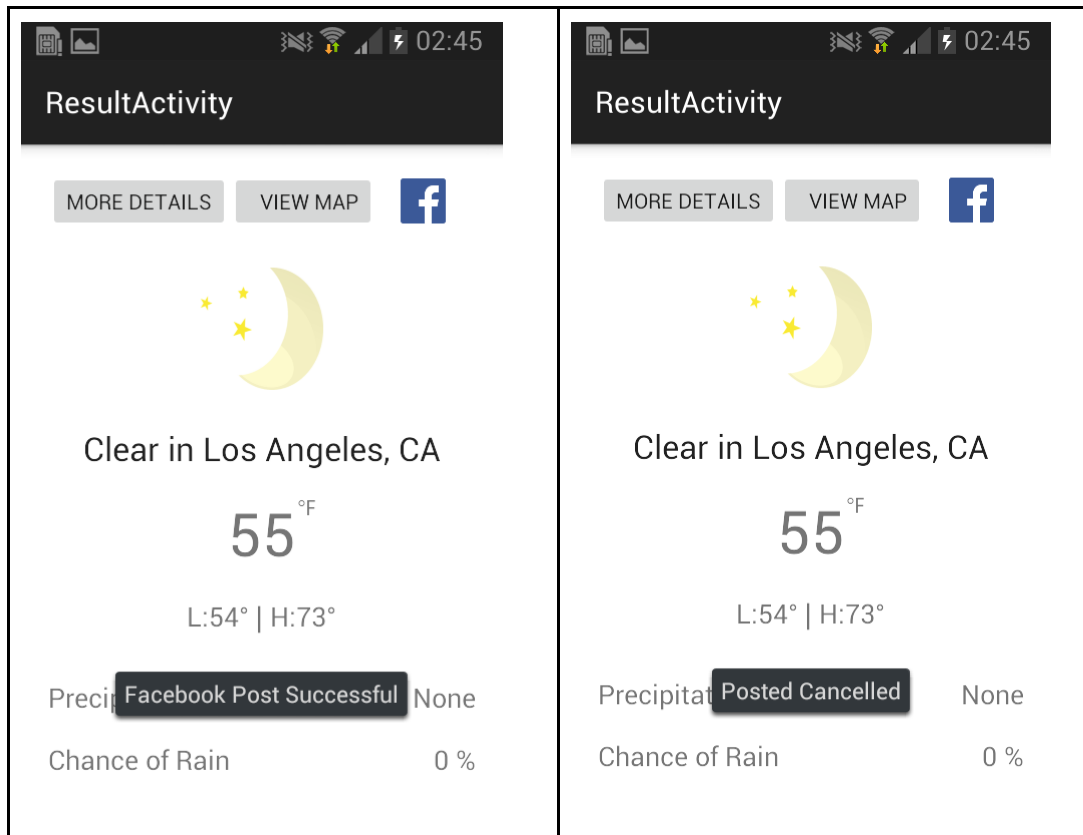 02:45
ResultActivity
MORE DETAILS VIEW MAP f
Clear in Los Angeles, CA
55 °F
L:54° | H:73°
Precip Facebook Post Successful None
Chance of Rain 0 %
02:45
ResultActivity
MORE DETAILS VIEW MAP f
Clear in Los Angeles, CA
55 °F
L:54° | H:73°
Precipitat Posted Cancelled None
Chance of Rain 0 %